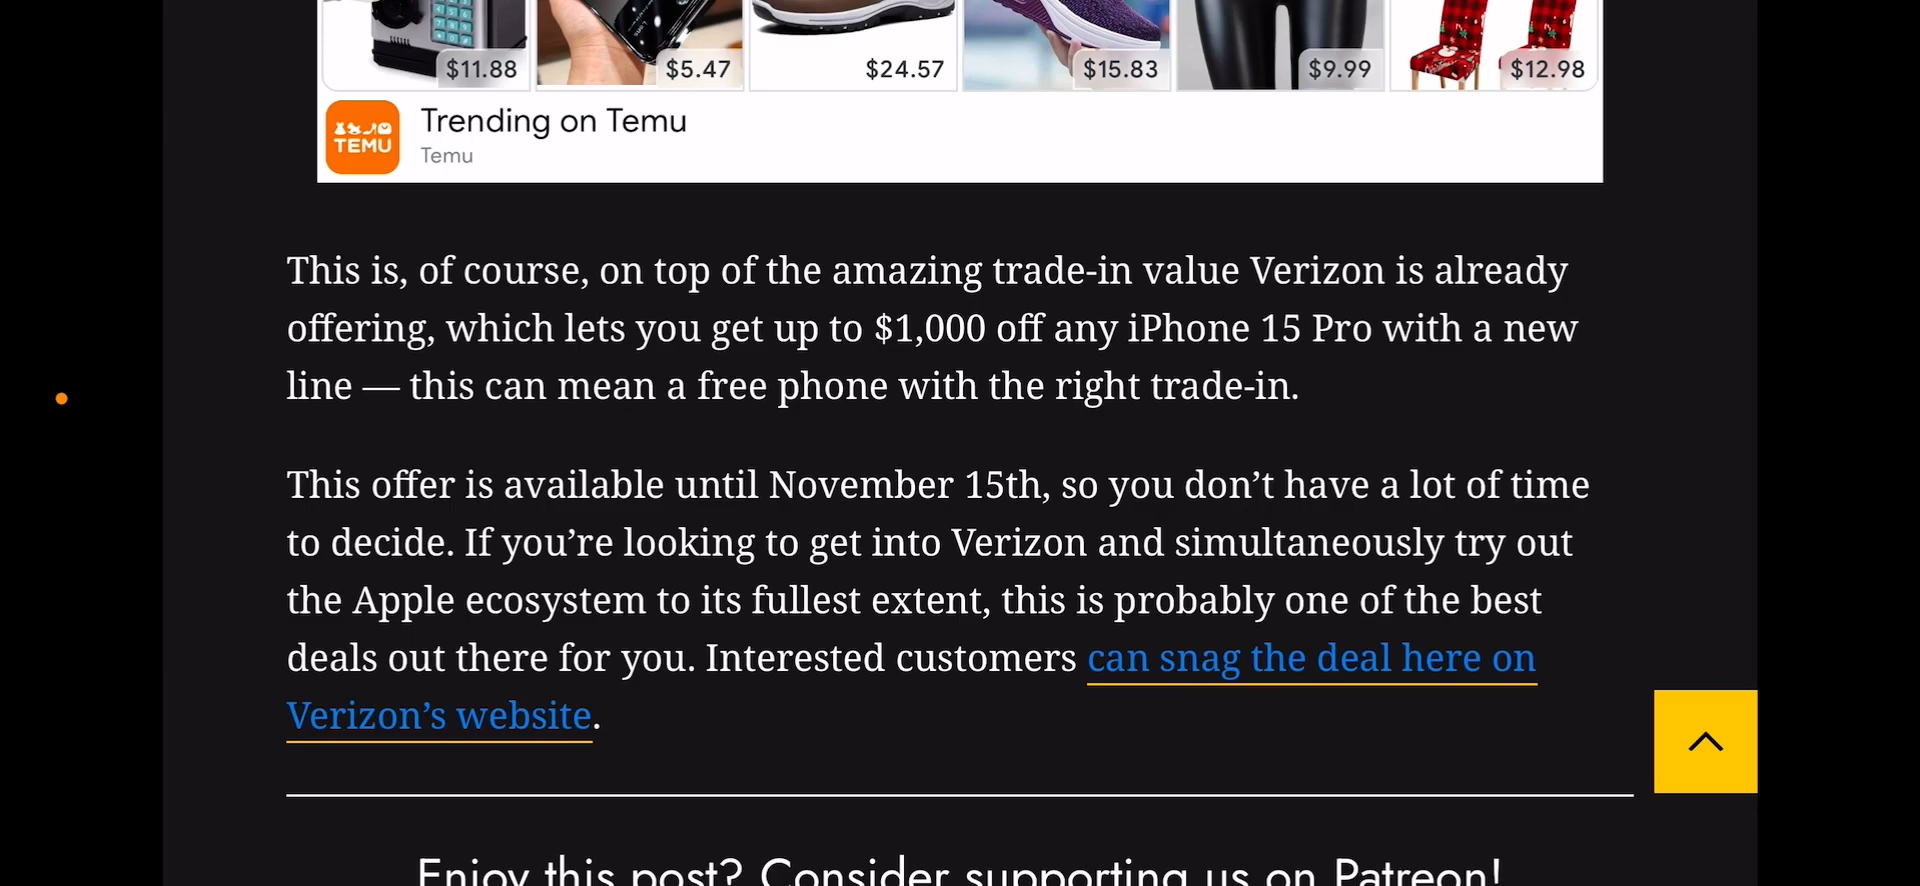 $11.88 $5.47 $24.57 $15.83 $9.99 $12.98
TEMU
Trending on Temu
Temu
This is, of course, on top of the amazing trade-in value Verizon is already
offering, which lets you get up to $1,000 off any iPhone 15 Pro with a new
line — this can mean a free phone with the right trade-in.
This offer is available until November 15th, so you don’t have a lot of time
to decide. If you’re looking to get into Verizon and simultaneously try out
the Apple ecosystem to its fullest extent, this is probably one of the best
deals out there for you. Interested customers can snag the deal here on
Verizon’s website.
Enjoy this post? Consider supporting us on Patreon!